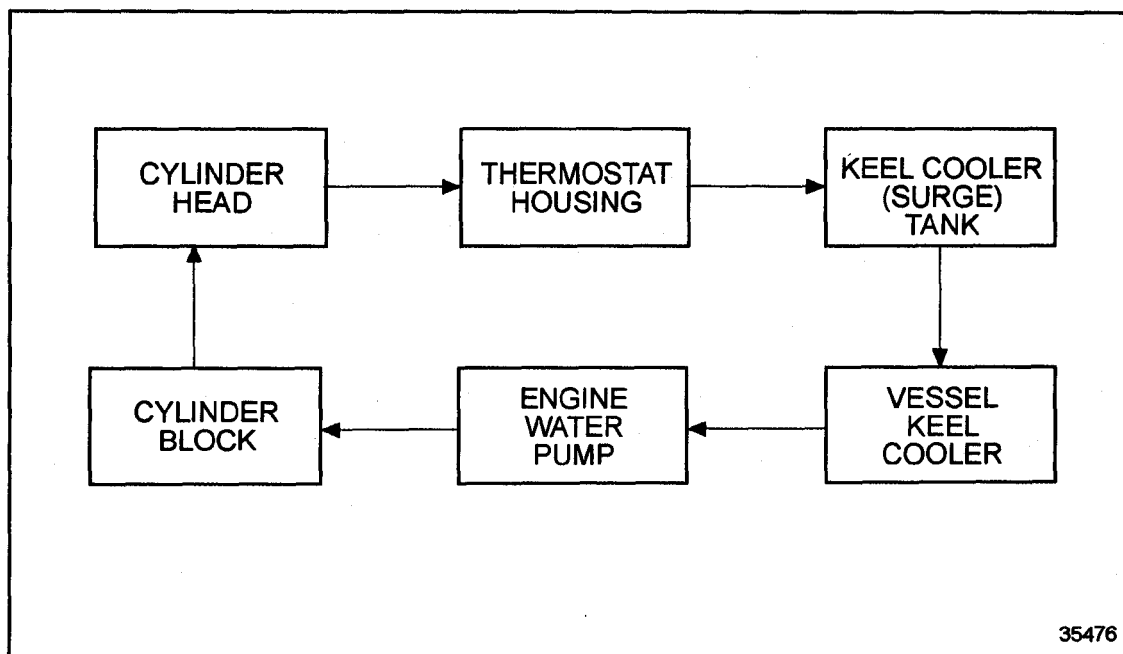 CYLINDER
HEAD
THERMOSTAT
HOUSING
KEEL COOLER
(SURGE)
TANK
CYLINDER
BLOCK
ENGINE
WATER
PUMP
VESSEL
KEEL
COOLER
35476